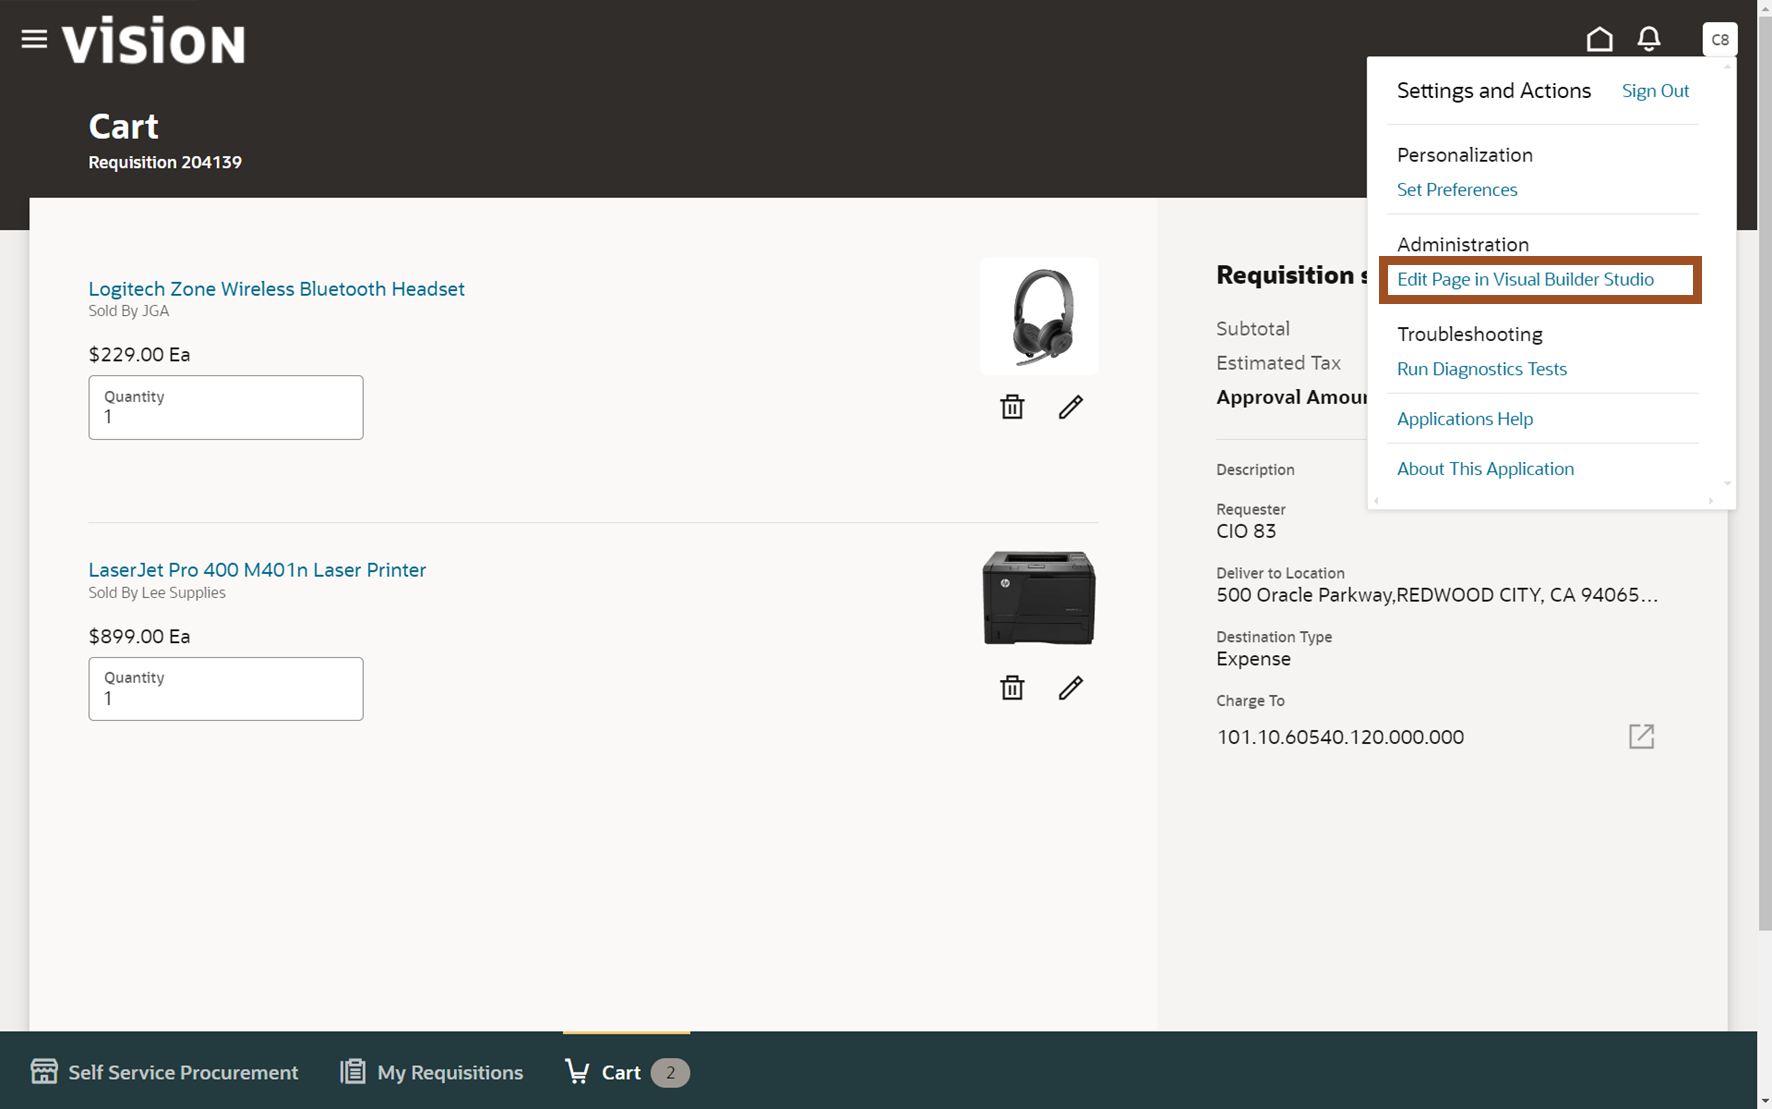 vision
C8
Cart
Requisition 204139
Settings and Actions
Sign Out
Personalization
Set Preferences
Administration
Edit Page in Visual Builder Studio
Troubleshooting
Run Diagnostics Tests
Applications Help
About This Application
Logitech Zone Wireless Bluetooth Headset
Sold By JGA
$229.00 Ea
Quantity
1
LaserJet Pro 400 M401n Laser Printer
Sold By Lee Supplies
$899.00 Ea
Quantity
1
hp
Requisition s
Subtotal
Estimated Tax
Approval Amou
Description
Requester
CIO 83
Deliver to Location
500 Oracle Parkway,REDWOOD CITY, CA 94065...
Destination Type
Expense
Charge To
101.10.60540.120.000.000
Self Service Procurement
My Requisitions
Cart
2